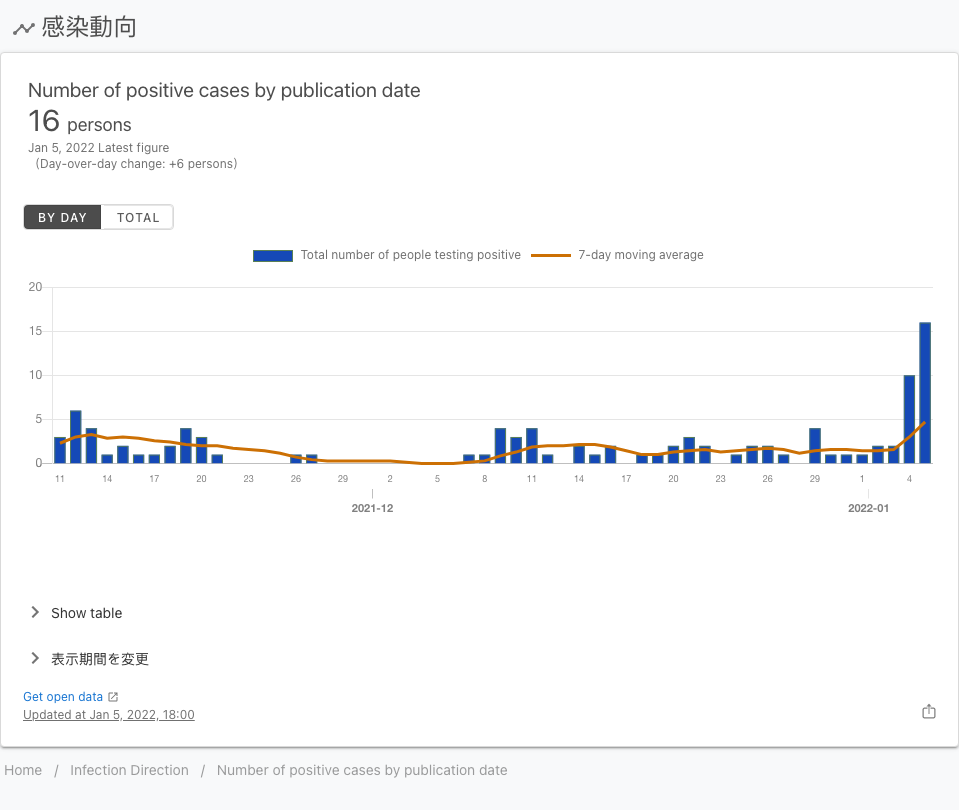 感染動向
Number of positive cases by publication date
16 persons
Jan 5, 2022 Latest figure
(Day-over-day change: +6 persons)
BY DAY TOTAL
Total number of people testing positive 7-day moving average
20
15
10
5
0
11 14 17 20 23 26 29 2 5 8 11 14 17 20 23 26 29 1 4
2021-12 2022-01
Show table
表示期間を変更
Get open data
Updated at Jan 5, 2022, 18:00
Home / Infection Direction / Number of positive cases by publication date